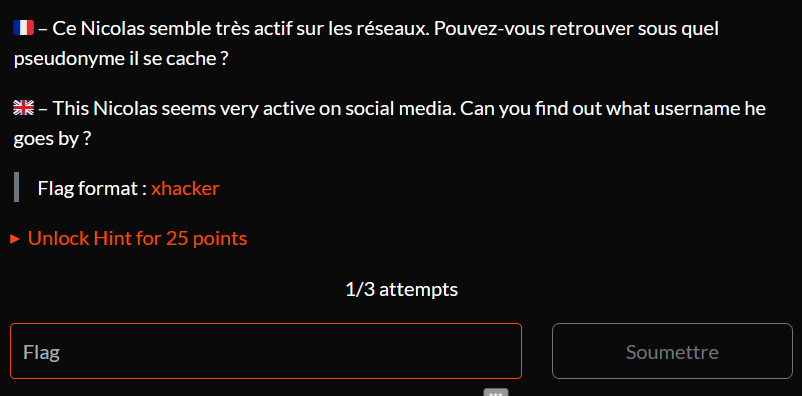 🇫🇷 – Ce Nicolas semble très actif sur les réseaux. Pouvez-vous retrouver sous quel
pseudonyme il se cache ?
🇬🇧 – This Nicolas seems very active on social media. Can you find out what username he
goes by ?
Flag format : xhacker
▸ Unlock Hint for 25 points
1/3 attempts
Flag
Soumettre